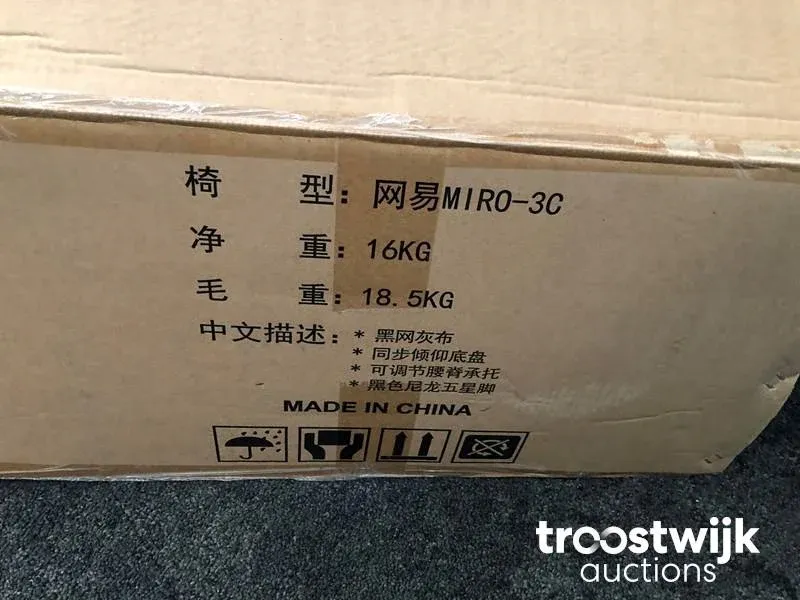 椅 型: 网易MIRO-3C
净 重: 16KG
毛 重: 18.5KG
中文描述: * 黑网灰布
* 同步倾仰底盘
* 可调节腰脊承托
* 黑色尼龙五星脚
MADE IN CHINA
troostwijk
auctions